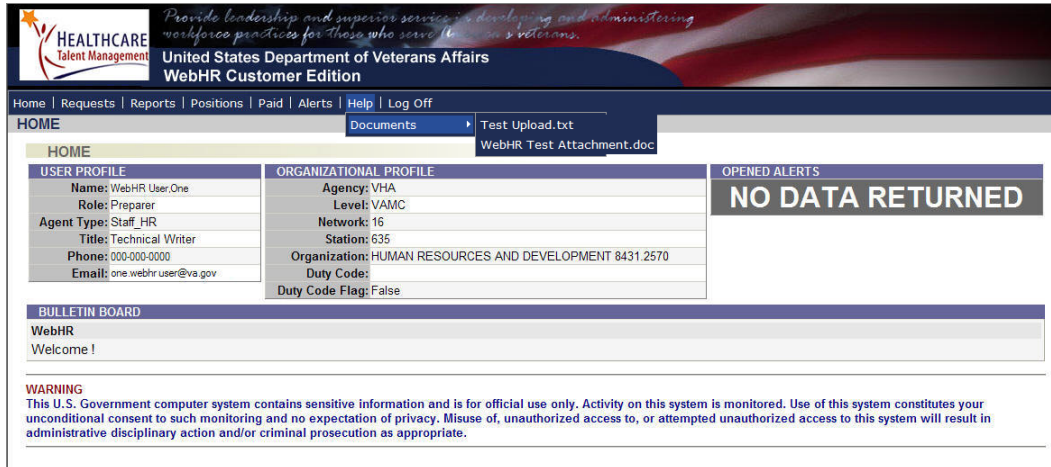 Provide leadership and superior service in developing and administering
workforce practices for those who serve America's veterans.
HEALTHCARE
Talent Management
United States Department of Veterans Affairs
WebHR Customer Edition
Home | Requests | Reports | Positions | Paid | Alerts | Help | Log Off
HOME
Documents
Test Upload.txt
WebHR Test Attachment.doc
HOME
USER PROFILE
Name: WebHR User,One
Role: Preparer
Agent Type: Staff_HR
Title: Technical Writer
Phone: 000-000-0000
Email: one.webhr user@va.gov
ORGANIZATIONAL PROFILE
Agency: VHA
Level: VAMC
Network: 16
Station: 635
Organization: HUMAN RESOURCES AND DEVELOPMENT 8431.2570
Duty Code:
Duty Code Flag: False
OPENED ALERTS
NO DATA RETURNED
BULLETIN BOARD
WebHR
Welcome !
WARNING
This U.S. Government computer system contains sensitive information and is for official use only. Activity on this system is monitored. Use of this system constitutes your
unconditional consent to such monitoring and no expectation of privacy. Misuse of, unauthorized access to, or attempted unauthorized access to this system will result in
administrative disciplinary action and/or criminal prosecution as appropriate.